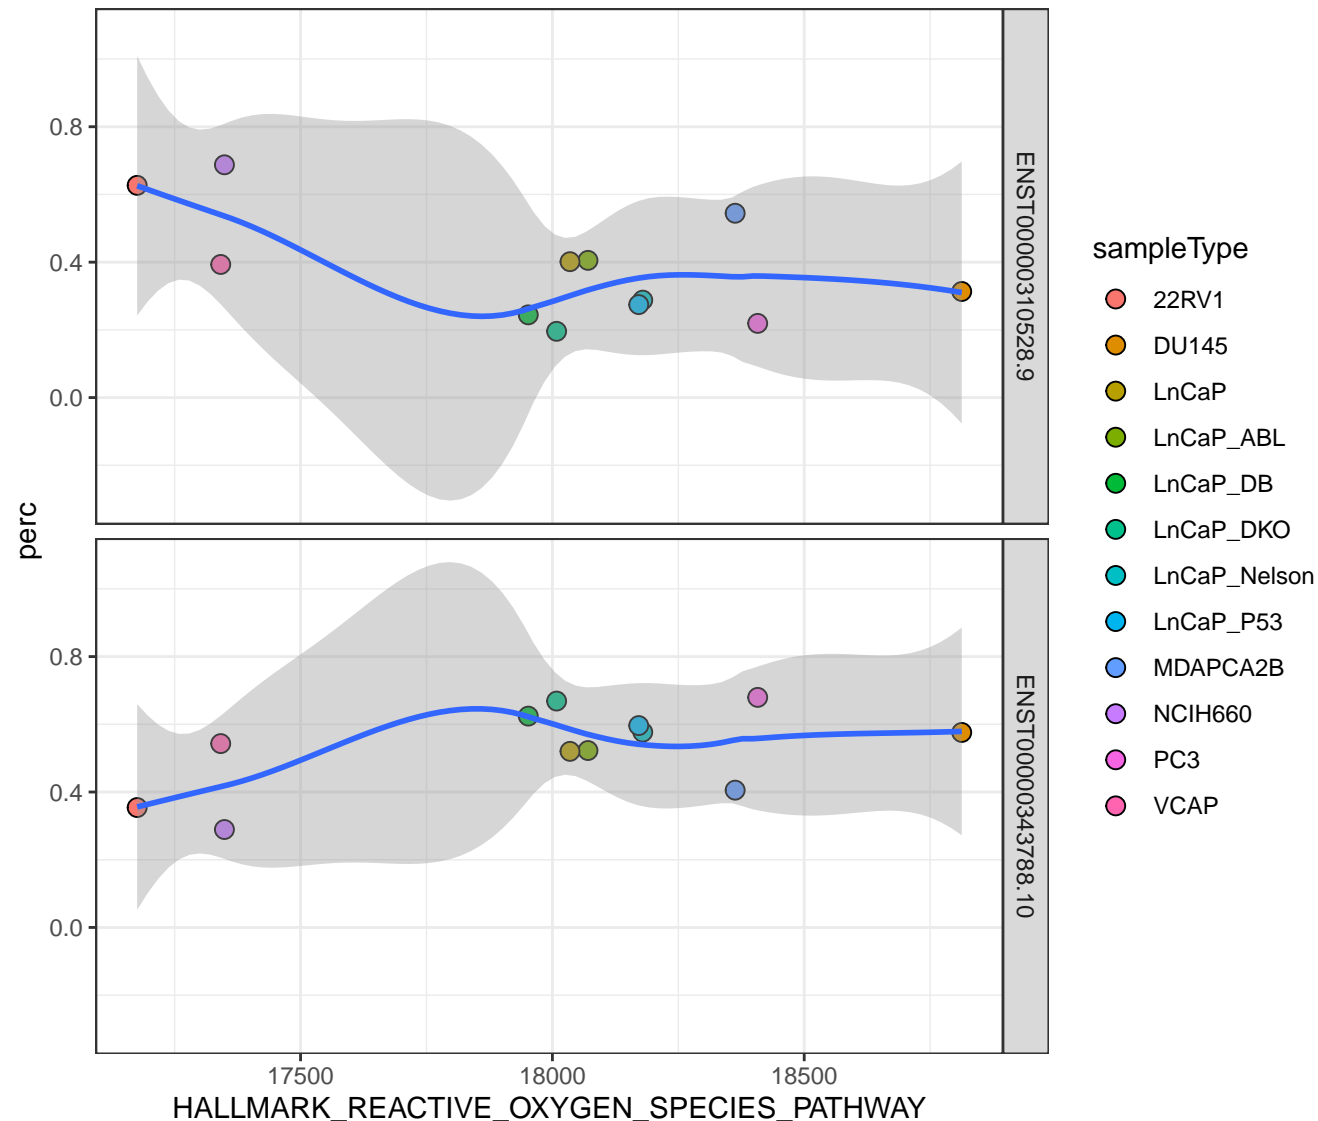 0.8
0.4
0.0
ENST00000310528.9
perc
0.8
0.4
0.0
ENST00000343788.10
17500
18000
18500
HALLMARK_REACTIVE_OXYGEN_SPECIES_PATHWAY
sampleType
22RV1
DU145
LnCaP
LnCaP_ABL
LnCaP_DB
LnCaP_DKO
LnCaP_Nelson
LnCaP_P53
MDAPCA2B
NCIH660
PC3
VCAP